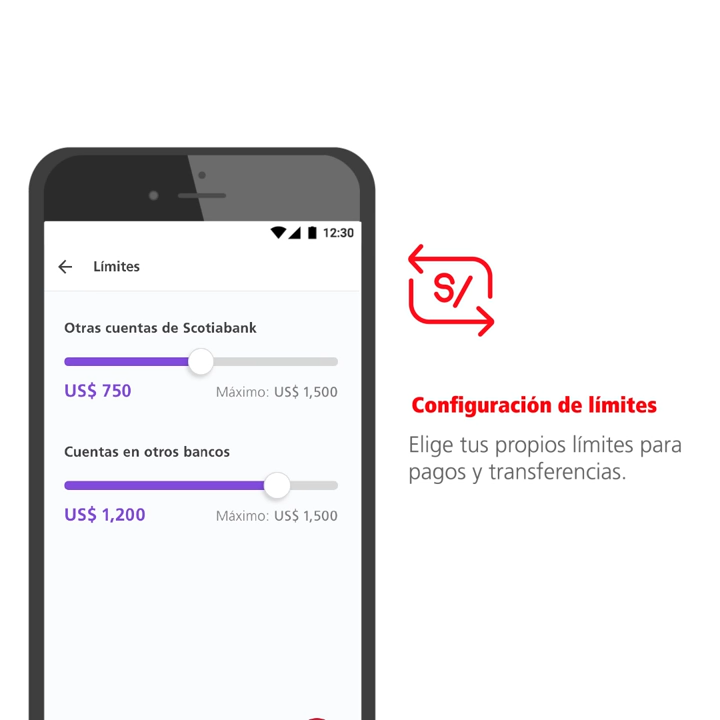 12:30
Límites
Otras cuentas de Scotiabank
US$ 750 Máximo: US$ 1,500
Cuentas en otros bancos
US$ 1,200 Máximo: US$ 1,500
S/
Configuración de límites
Elige tus propios límites para
pagos y transferencias.